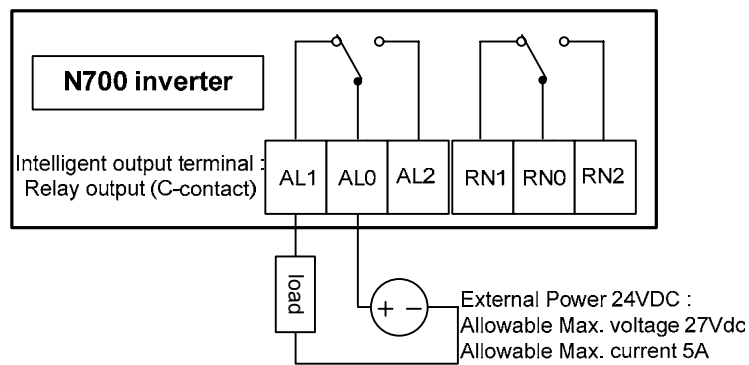 N700 inverter
Intelligent output terminal :
Relay output (C-contact)
AL1 AL0 AL2 RN1 RN0 RN2
load
+ −
External Power 24VDC :
Allowable Max. voltage 27Vdc
Allowable Max. current 5A